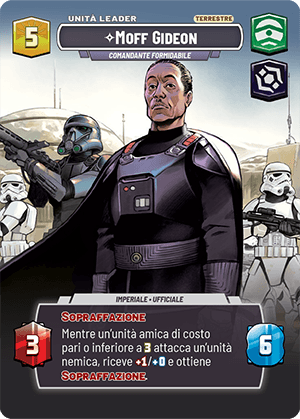 UNITÀ LEADER
TERRESTRE
5
✧MOFF GIDEON
COMANDANTE FORMIDABILE
IMPERIALE • UFFICIALE
SOPRAFFAZIONE
Mentre un'unità amica di costo
pari o inferiore a 3 attacca un'unità
nemica, riceve +1/+0 e ottiene
SOPRAFFAZIONE.
3
6